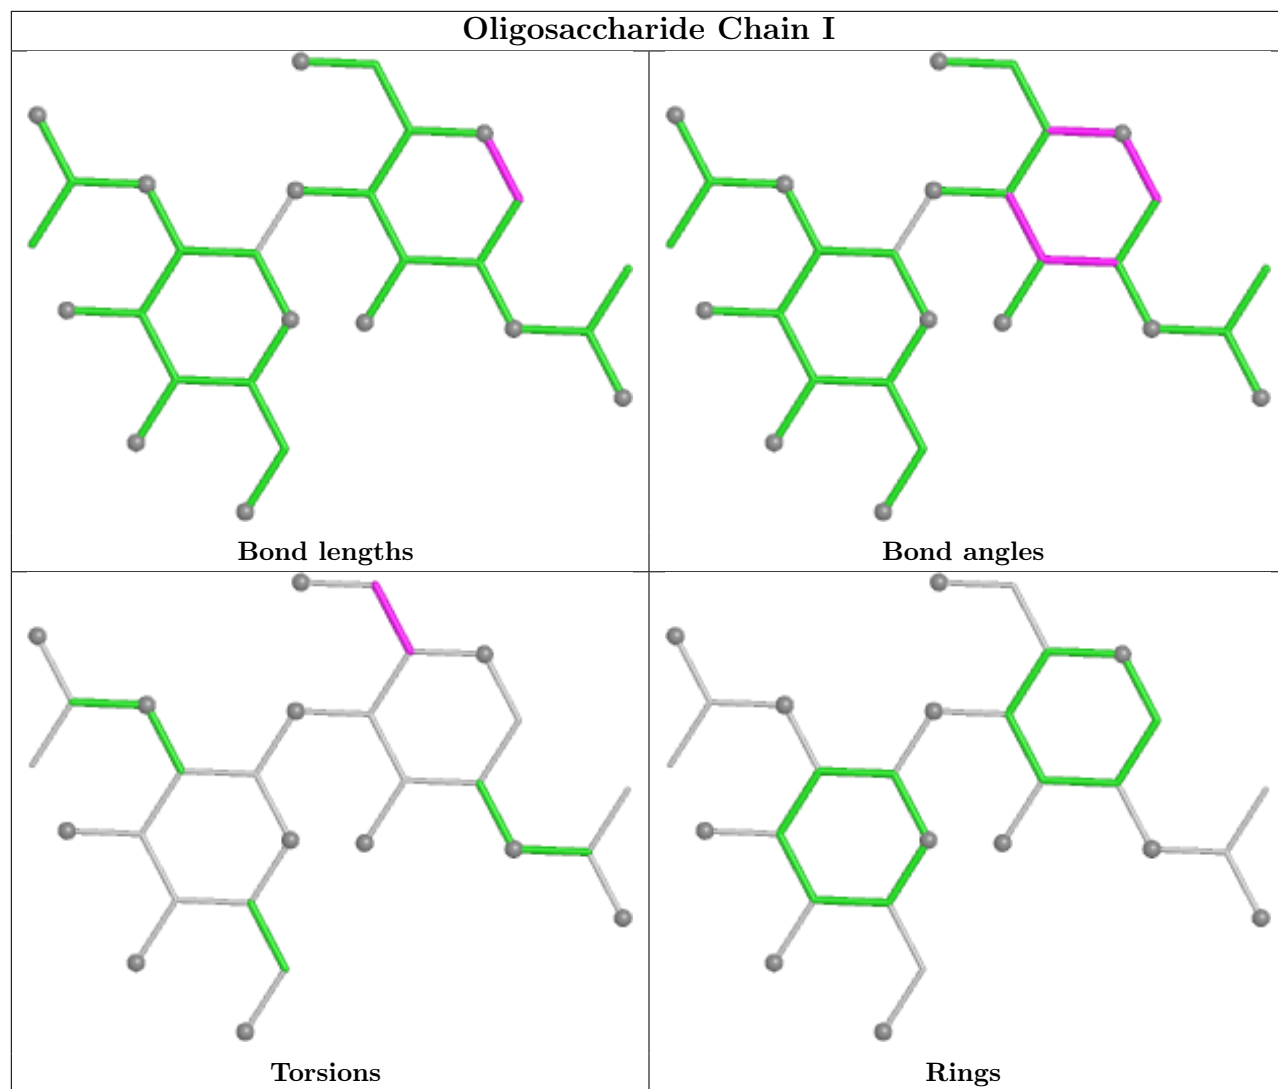 Oligosaccharide Chain I
Bond lengths
Bond angles
Torsions
Rings